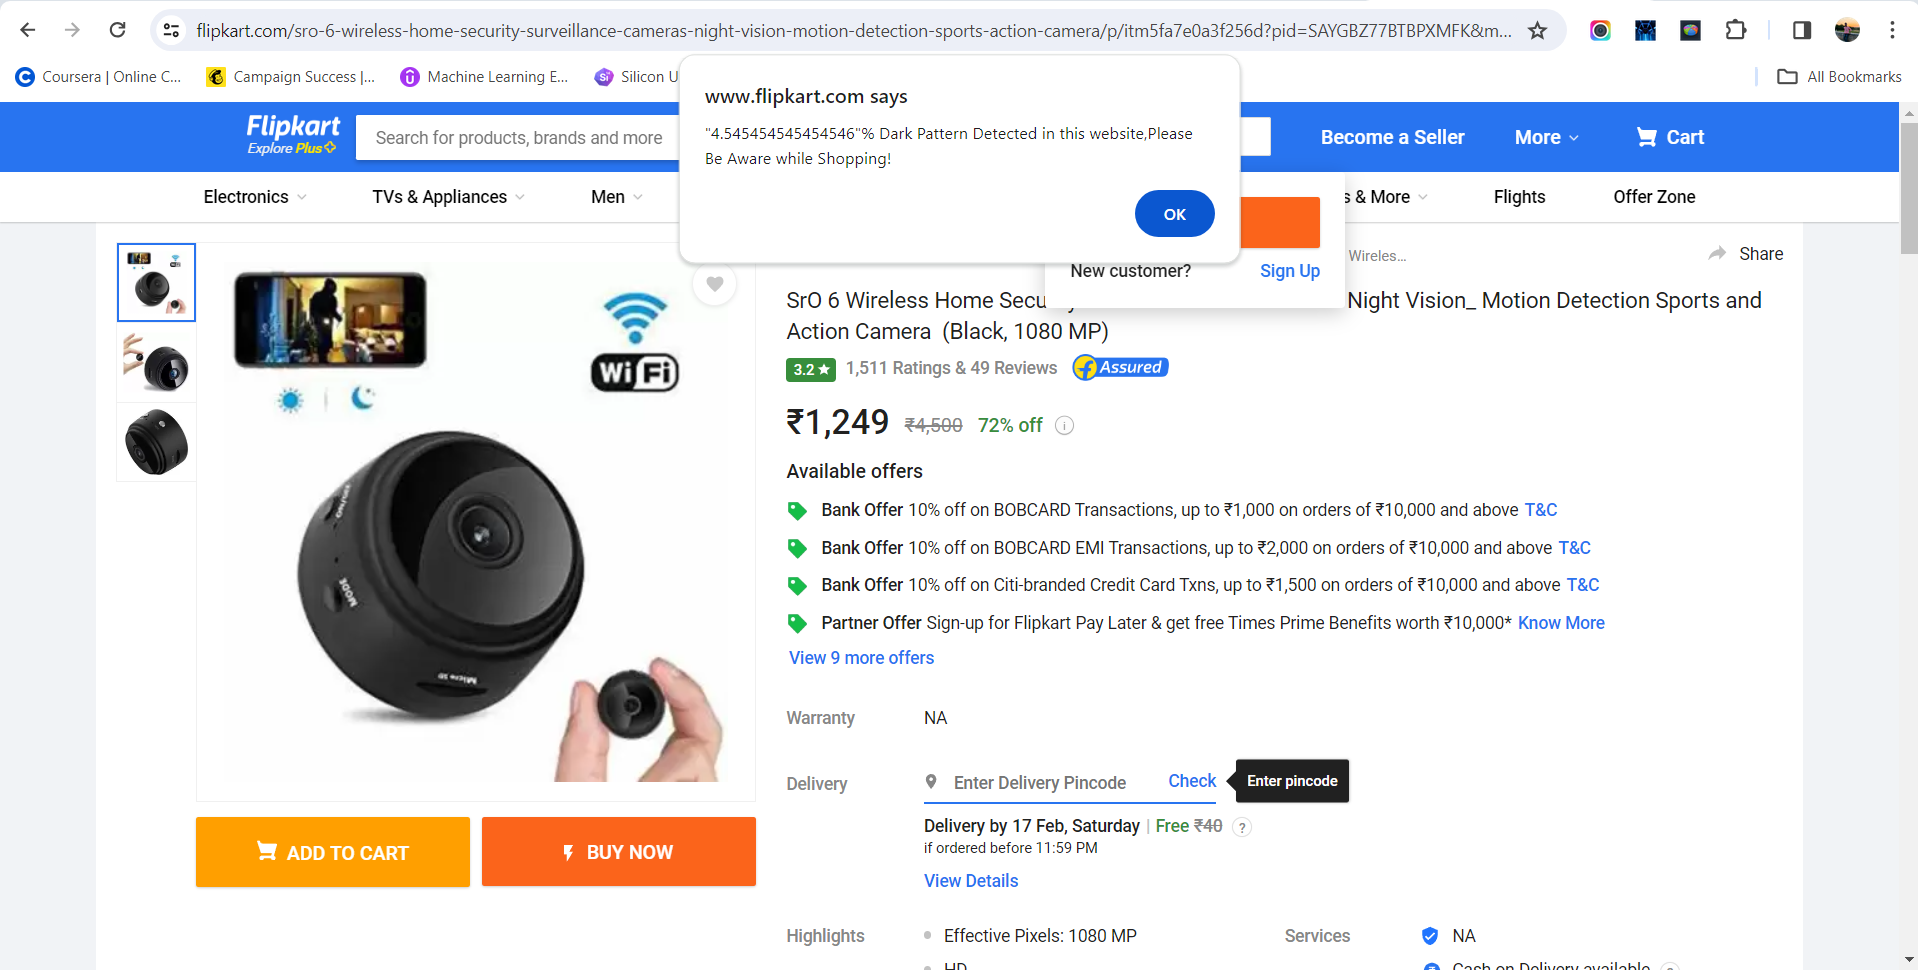 flipkart.com/sro-6-wireless-home-security-surveillance-cameras-night-vision-motion-detection-sports-action-camera/p/itm5fa7e0a3f256d?pid=SAYGBZ77BTBPXMFK&m...
Coursera | Online C... Campaign Success |... Machine Learning E... Silicon U All Bookmarks
www.flipkart.com says
"4.545454545454546"% Dark Pattern Detected in this website,Please
Be Aware while Shopping!
OK
Flipkart
Explore Plus
Search for products, brands and more
Become a Seller More Cart
Electronics TVs & Appliances Men s & More Flights Offer Zone
New customer? Sign Up
Wireles... Share
SrO 6 Wireless Home Secu Night Vision_ Motion Detection Sports and
Action Camera (Black, 1080 MP)
3.2 1,511 Ratings & 49 Reviews Assured
₹1,249 ₹4,500 72% off
Available offers
Bank Offer 10% off on BOBCARD Transactions, up to ₹1,000 on orders of ₹10,000 and above T&C
Bank Offer 10% off on BOBCARD EMI Transactions, up to ₹2,000 on orders of ₹10,000 and above T&C
Bank Offer 10% off on Citi-branded Credit Card Txns, up to ₹1,500 on orders of ₹10,000 and above T&C
Partner Offer Sign-up for Flipkart Pay Later & get free Times Prime Benefits worth ₹10,000* Know More
View 9 more offers
WiFi
ON/OFF
MODE
Micro SD
Warranty NA
Delivery Enter Delivery Pincode Check Enter pincode
Delivery by 17 Feb, Saturday | Free ₹40 ?
if ordered before 11:59 PM
View Details
ADD TO CART BUY NOW
Highlights Effective Pixels: 1080 MP Services NA
HD Cash on Delivery available ?